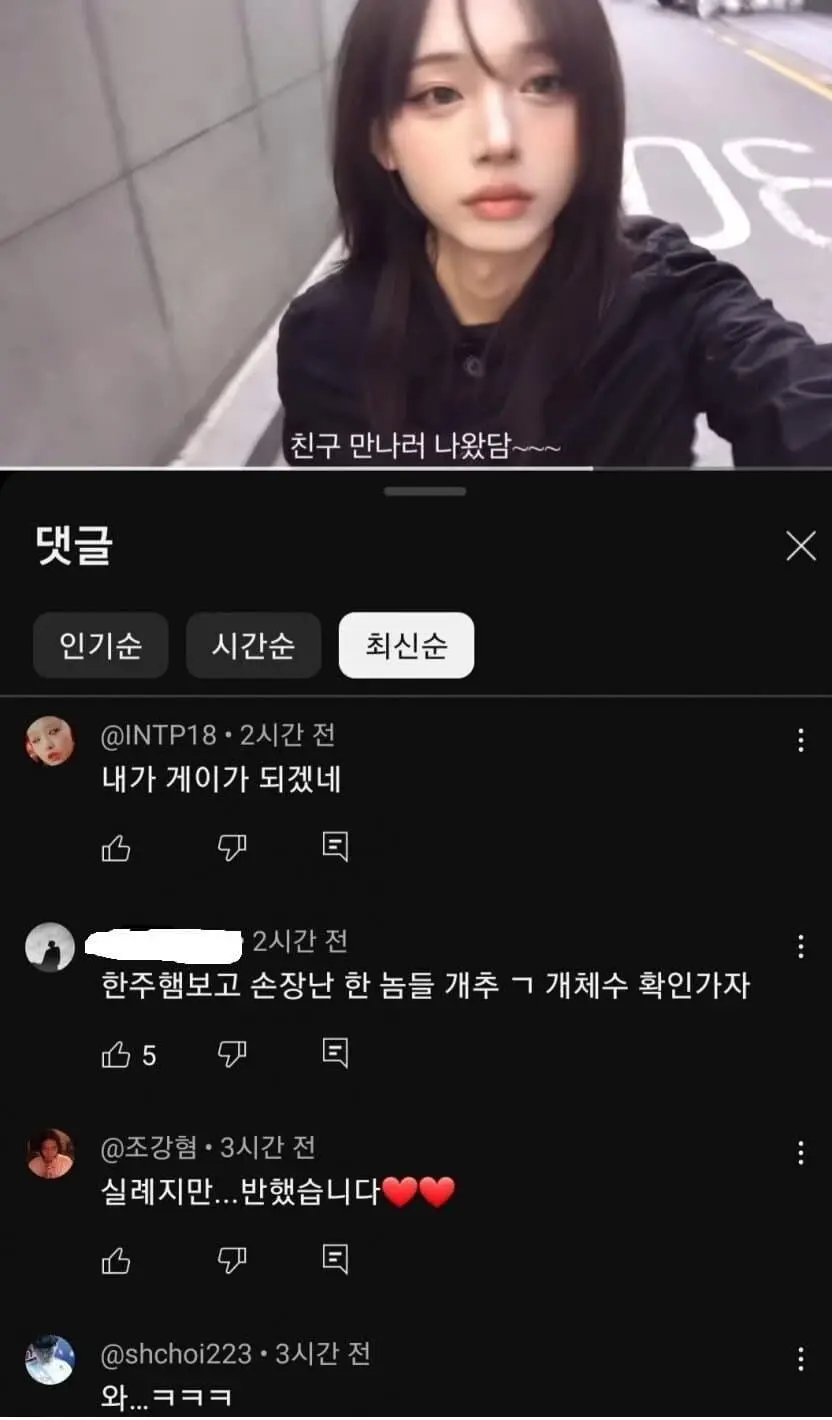 30
친구 만나러 나왔담~~~
댓글
인기순 시간순 최신순
@INTP18 • 2시간 전
내가 게이가 되겠네
2시간 전
한주햄보고 손장난 한 놈들 개추 ㄱ 개체수 확인가자
5
@조강혐 • 3시간 전
실례지만...반했습니다❤️❤️
@shchoi223 • 3시간 전
와...ㅋㅋㅋ